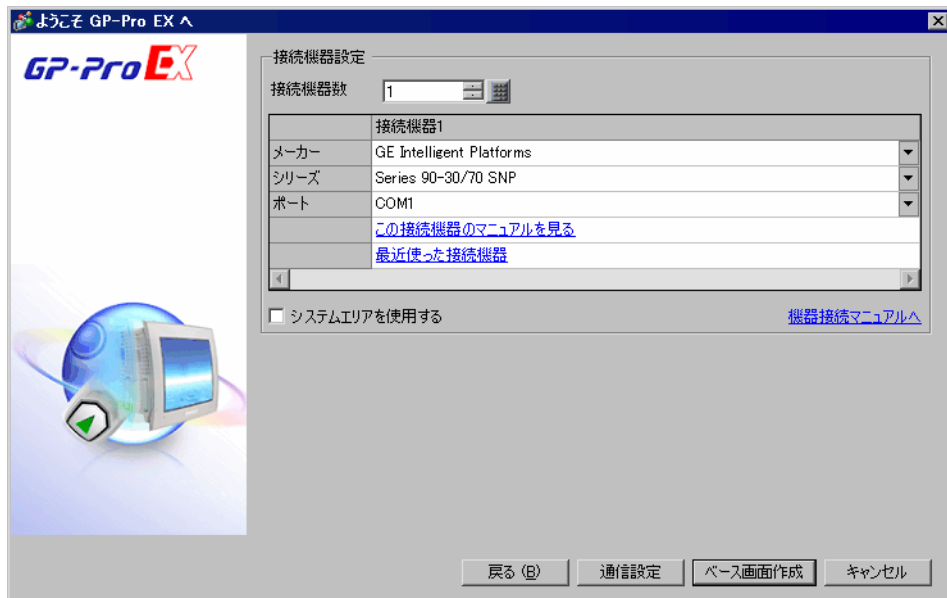 ようこそ GP-Pro EX へ
GP-Pro EX
接続機器設定
接続機器数 1
接続機器1
メーカー GE Intelligent Platforms
シリーズ Series 90-30/70 SNP
ポート COM1
この接続機器のマニュアルを見る
最近使った接続機器
システムエリアを使用する 機器接続マニュアルへ
戻る (B) 通信設定 ベース画面作成 キャンセル